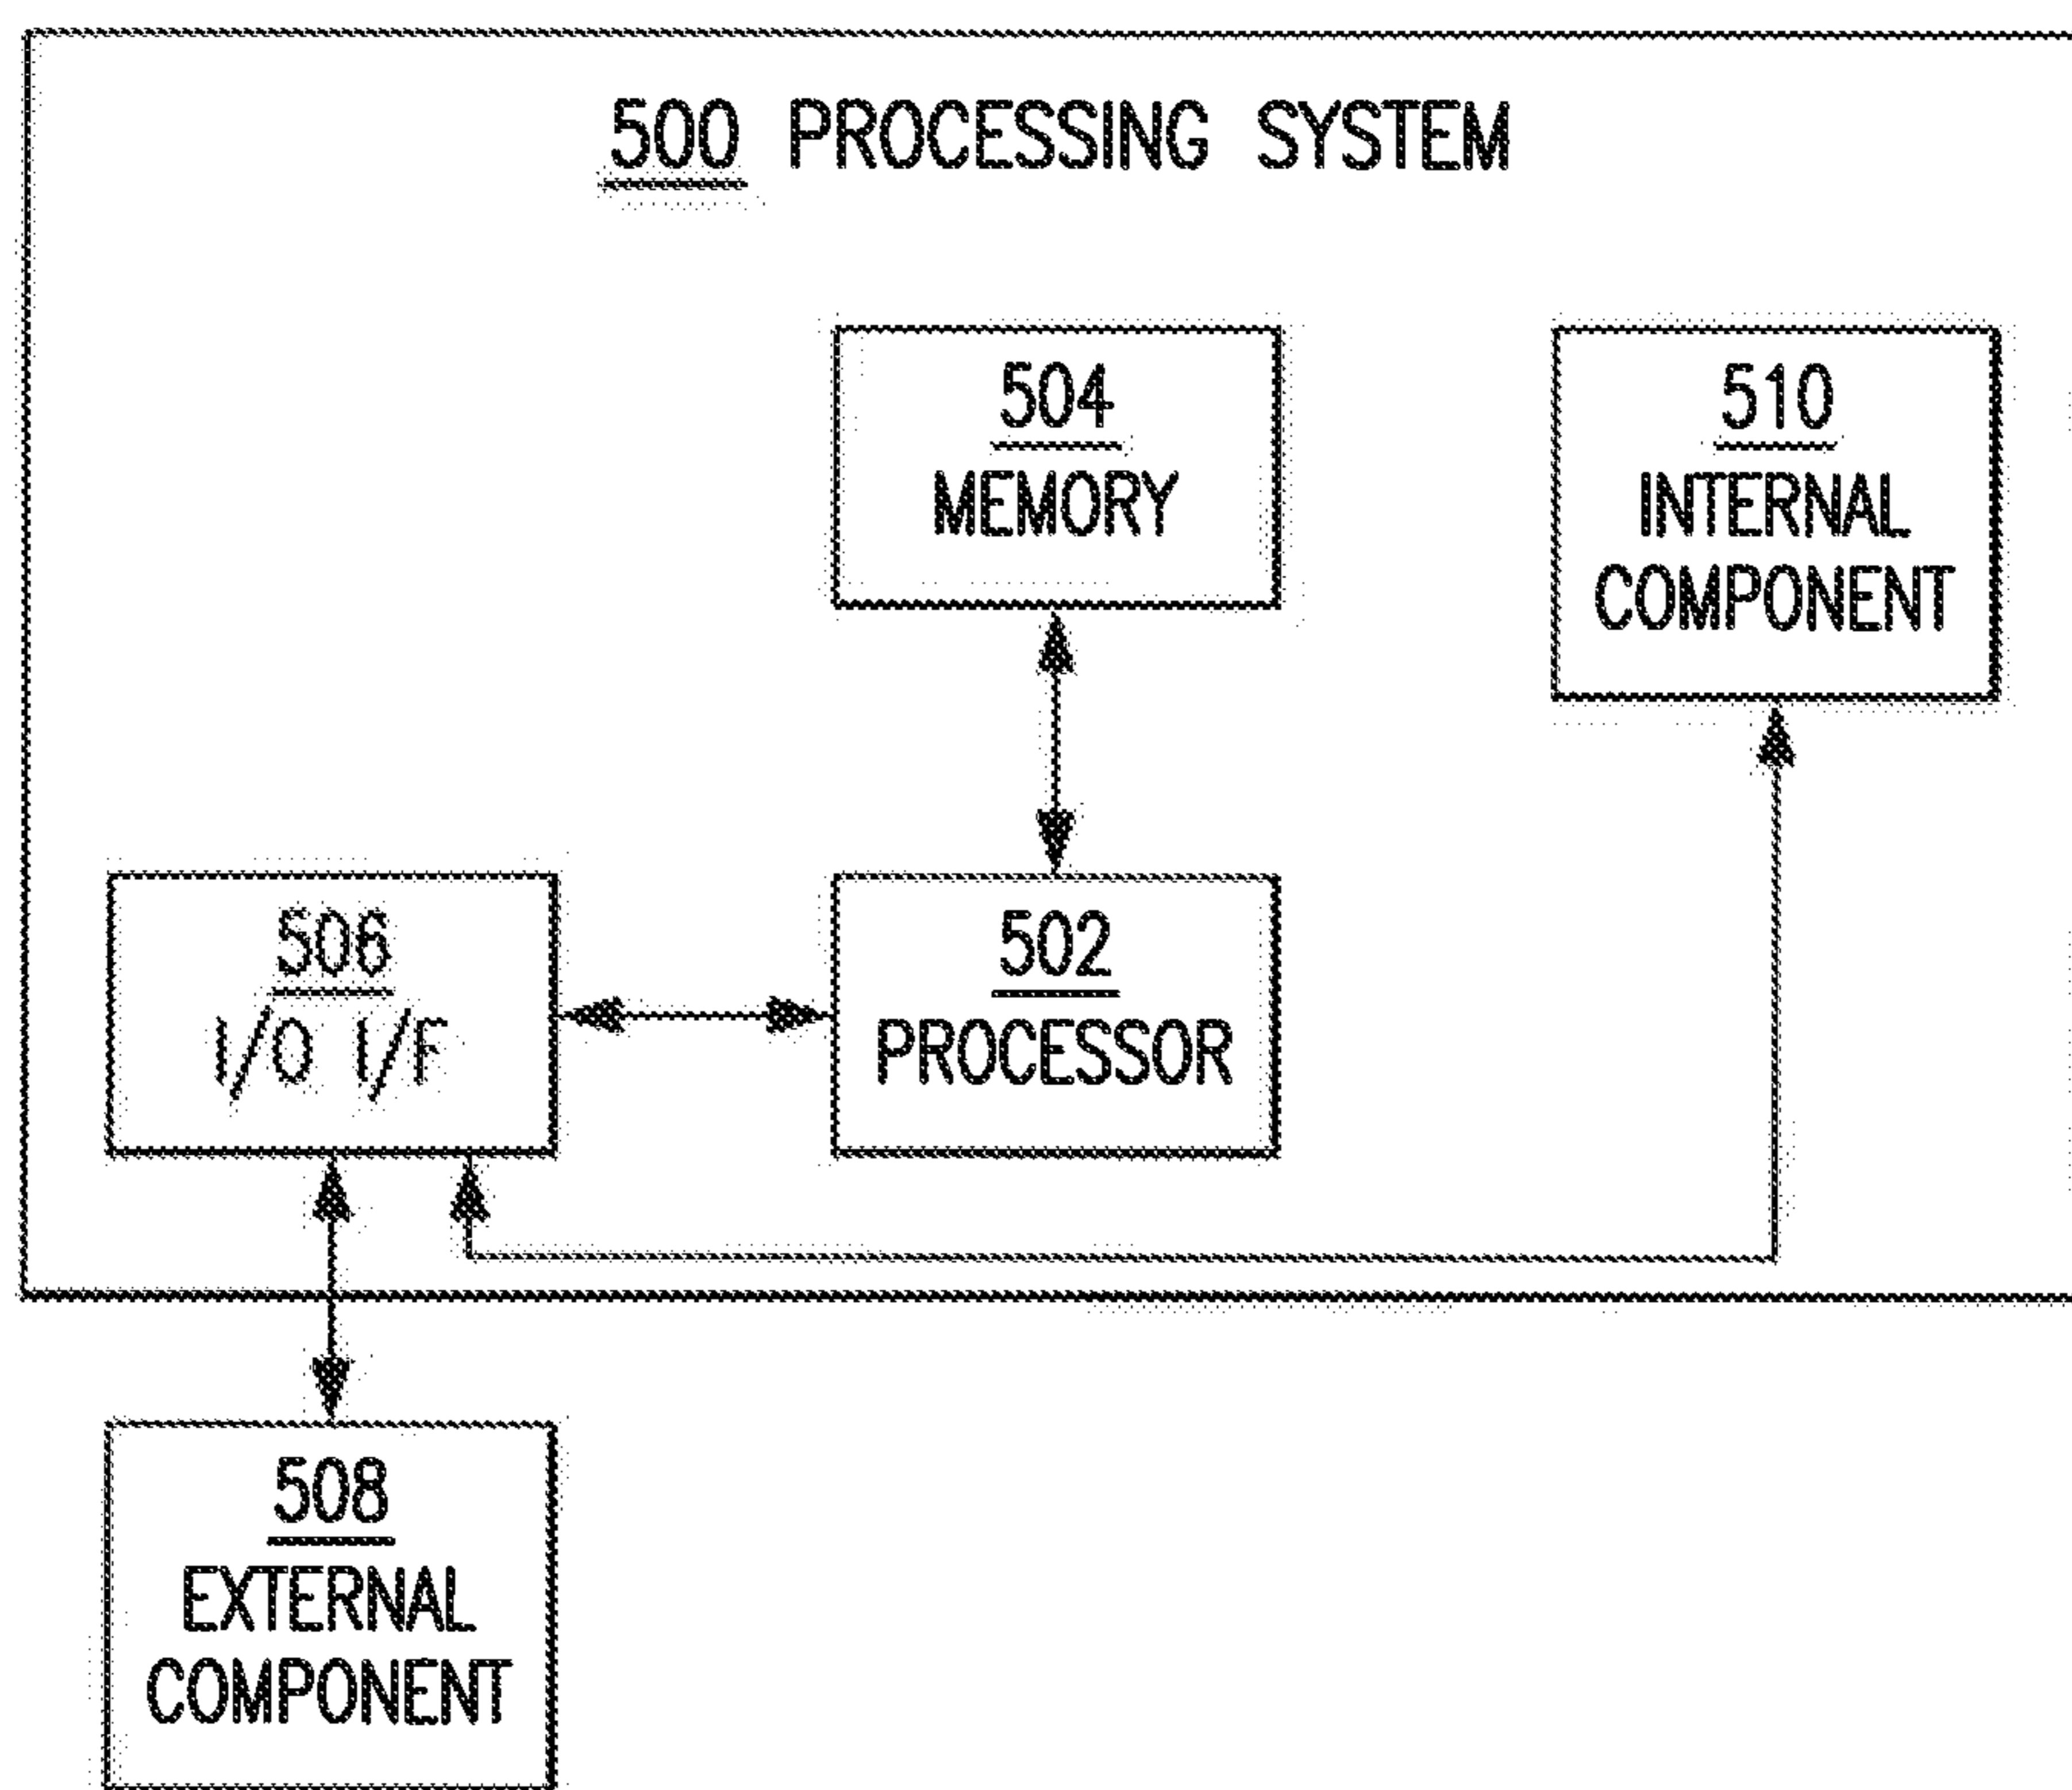 500 PROCESSING SYSTEM
504
MEMORY
510
INTERNAL
COMPONENT
506
I/O I/F
502
PROCESSOR
508
EXTERNAL
COMPONENT